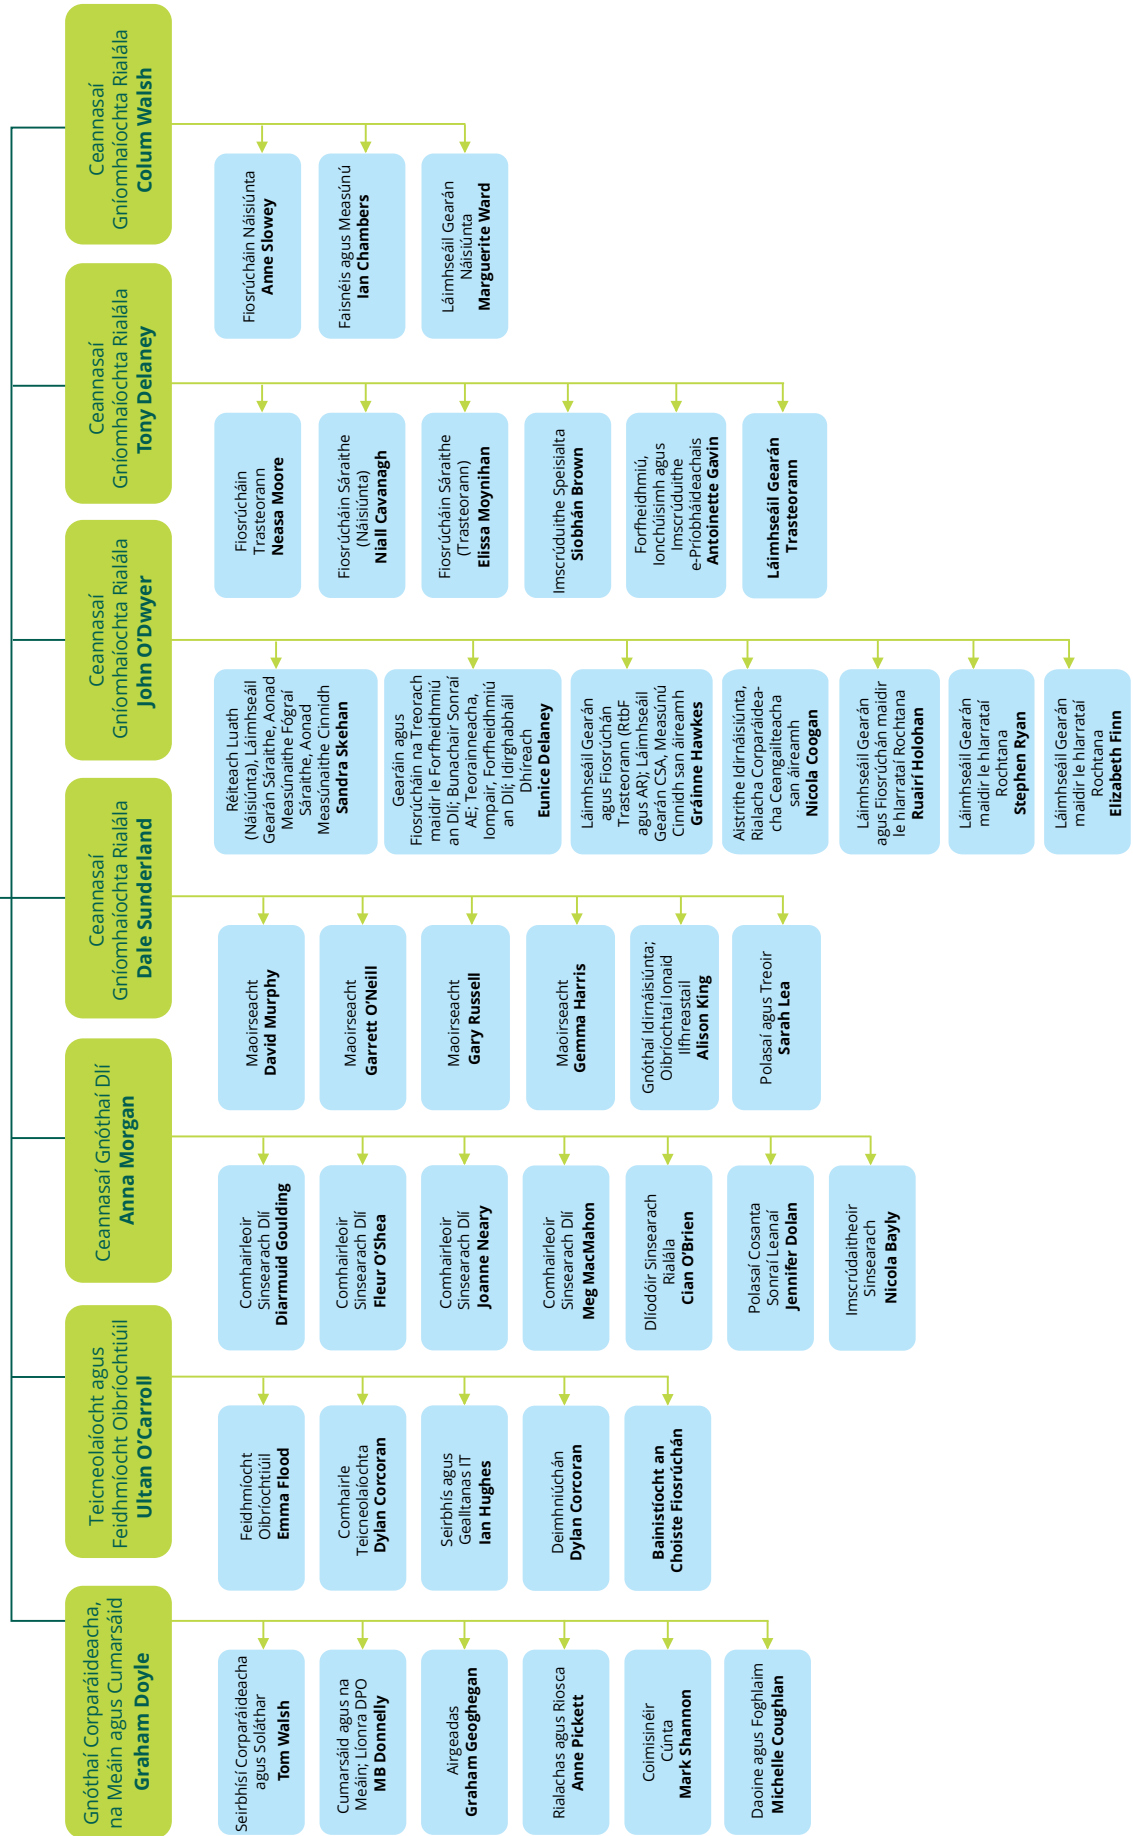 Gnóthaí Corparáideacha,
na Meáin agus Cumarsáid
Graham Doyle
Seirbhísí Corparáideacha
agus Soláthar
Tom Walsh
Cumarsáid agus na
Meáin; Líonra DPO
MB Donnelly
Airgeadas
Graham Geoghegan
Rialachas agus Riosca
Anne Pickett
Coimisinéir
Cúnta
Mark Shannon
Daoine agus Foghlaim
Michelle Coughlan
Teicneolaíocht agus
Feidhmíocht Oibríochtiúil
Ultan O’Carroll
Feidhmíocht
Oibríochtiúil
Emma Flood
Comhairle
Teicneolaíochta
Dylan Corcoran
Seirbhís agus
Gealltanas IT
Ian Hughes
Deimhniúchán
Dylan Corcoran
Bainistíocht an
Choiste Fiosrúchán
Ceannasaí Gnóthaí Dlí
Anna Morgan
Comhairleoir
Sinsearach Dlí
Diarmuid Goulding
Comhairleoir
Sinsearach Dlí
Fleur O’Shea
Comhairleoir
Sinsearach Dlí
Joanne Neary
Comhairleoir
Sinsearach Dlí
Meg MacMahon
Dlíodóir Sinsearach
Rialála
Cian O’Brien
Polasaí Cosanta
Sonraí Leanaí
Jennifer Dolan
Imscrúdaitheoir
Sinsearach
Nicola Bayly
Ceannasaí
Gníomhaíochta Rialála
Dale Sunderland
Maoirseacht
David Murphy
Maoirseacht
Garrett O’Neill
Maoirseacht
Gary Russell
Maoirseacht
Gemma Harris
Gnóthaí Idirnáisiúnta;
Oibríochtaí Ionaid
Ilfhreastail
Alison King
Polasaí agus Treoir
Sarah Lea
Ceannasaí
Gníomhaíochta Rialála
John O’Dwyer
Réiteach Luath
(Náisiúnta), Láimhseáil
Gearán Sáraithe, Aonad
Measúnaithe Fógraí
Sáraithe, Aonad
Measúnaithe Cinnidh
Sandra Skehan
Gearáin agus
Fiosrúcháin na Treorach
maidir le Forfheidhmiú
an Dlí; Bunachair Sonraí
AE; Teorainneacha,
Iompair, Forfheidhmiú
an Dlí; Idirghabháil
Dhíreach
Eunice Delaney
Láimhseáil Gearán
agus Fiosrúchán
Trasteorann (RtbF
agus AR); Láimhseáil
Gearán CSA, Measúnú
Cinnidh san áireamh
Gráinne Hawkes
Aistrithe Idirnáisiúnta,
Rialacha Corparáidea-
cha Ceangailteacha
san áireamh
Nicola Coogan
Láimhseáil Gearán
agus Fiosrúchán maidir
le hIarrataí Rochtana
Ruairí Holohan
Láimhseáil Gearán
maidir le hIarrataí
Rochtana
Stephen Ryan
Láimhseáil Gearán
maidir le hIarrataí
Rochtana
Elizabeth Finn
Ceannasaí
Gníomhaíochta Rialála
Tony Delaney
Fiosrúcháin
Trasteorann
Neasa Moore
Fiosrúcháin Sáraithe
(Náisiúnta)
Niall Cavanagh
Fiosrúcháin Sáraithe
(Trasteorann)
Elissa Moynihan
Imscrúduithe Speisialta
Siobhán Brown
Forfheidhmiú,
Ionchúisimh agus
Imscrúduithe
e-Príobháideachais
Antoinette Gavin
Láimhseáil Gearán
Trasteorann
Ceannasaí
Gníomhaíochta Rialála
Colum Walsh
Fiosrúcháin Náisiúnta
Anne Slowey
Faisnéis agus Measúnú
Ian Chambers
Láimhseáil Gearán
Náisiúnta
Marguerite Ward